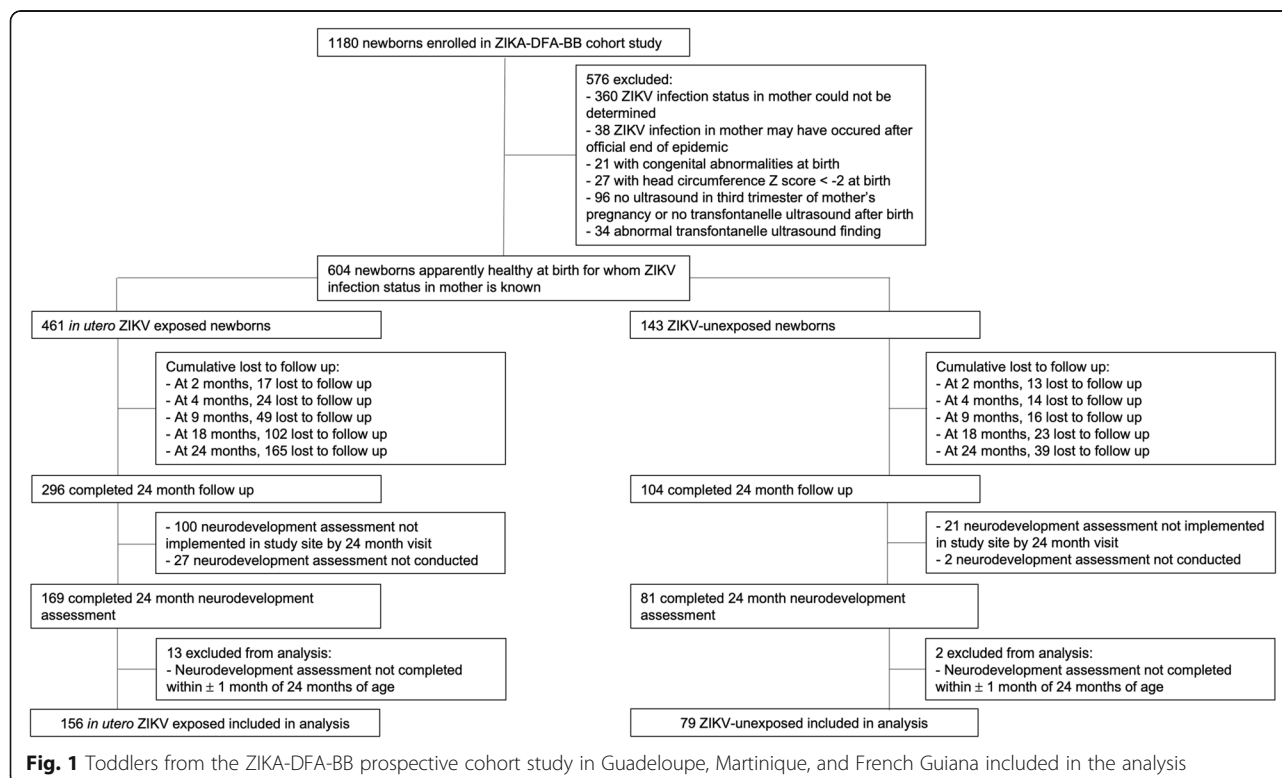 1180 newborns enrolled in ZIKA-DFA-BB cohort study
576 excluded:
- 360 ZIKV infection status in mother could not be
determined
- 38 ZIKV infection in mother may have occured after
official end of epidemic
- 21 with congenital abnormalities at birth
- 27 with head circumference Z score < -2 at birth
- 96 no ultrasound in third trimester of mother's
pregnancy or no transfontanelle ultrasound after birth
- 34 abnormal transfontanelle ultrasound finding
604 newborns apparently healthy at birth for whom ZIKV
infection status in mother is known
461 in utero ZIKV exposed newborns
143 ZIKV-unexposed newborns
Cumulative lost to follow up:
- At 2 months, 17 lost to follow up
- At 4 months, 24 lost to follow up
- At 9 months, 49 lost to follow up
- At 18 months, 102 lost to follow up
- At 24 months, 165 lost to follow up
Cumulative lost to follow up:
- At 2 months, 13 lost to follow up
- At 4 months, 14 lost to follow up
- At 9 months, 16 lost to follow up
- At 18 months, 23 lost to follow up
- At 24 months, 39 lost to follow up
296 completed 24 month follow up
104 completed 24 month follow up
- 100 neurodevelopment assessment not
implemented in study site by 24 month visit
- 27 neurodevelopment assessment not conducted
- 21 neurodevelopment assessment not implemented
in study site by 24 month visit
- 2 neurodevelopment assessment not conducted
169 completed 24 month neurodevelopment
assessment
81 completed 24 month neurodevelopment
assessment
13 excluded from analysis:
- Neurodevelopment assessment not completed
within ± 1 month of 24 months of age
2 excluded from analysis:
- Neurodevelopment assessment not completed
within ± 1 month of 24 months of age
156 in utero ZIKV exposed included in analysis
79 ZIKV-unexposed included in analysis
Fig. 1 Toddlers from the ZIKA-DFA-BB prospective cohort study in Guadeloupe, Martinique, and French Guiana included in the analysis